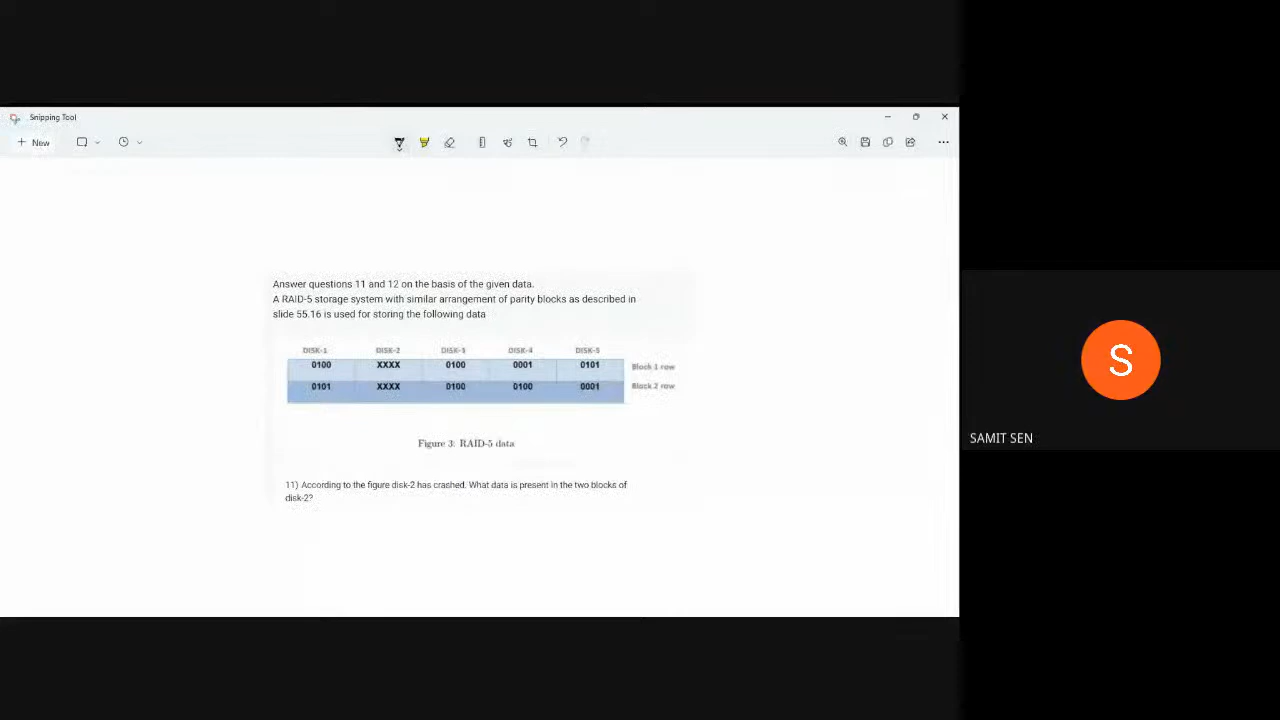 Snipping Tool
New
Answer questions 11 and 12 on the basis of the given data.
A RAID-5 storage system with similar arrangement of parity blocks as described in
slide 55.16 is used for storing the following data
DISK-1 DISK-2 DISK-3 DISK-4 DISK-5
0100 XXXX 0100 0001 0101 Block 1 row
0101 XXXX 0100 0100 0001 Block 2 row
Figure 3: RAID-5 data
11) According to the figure disk-2 has crashed. What data is present in the two blocks of
disk-2?
S
SAMIT SEN